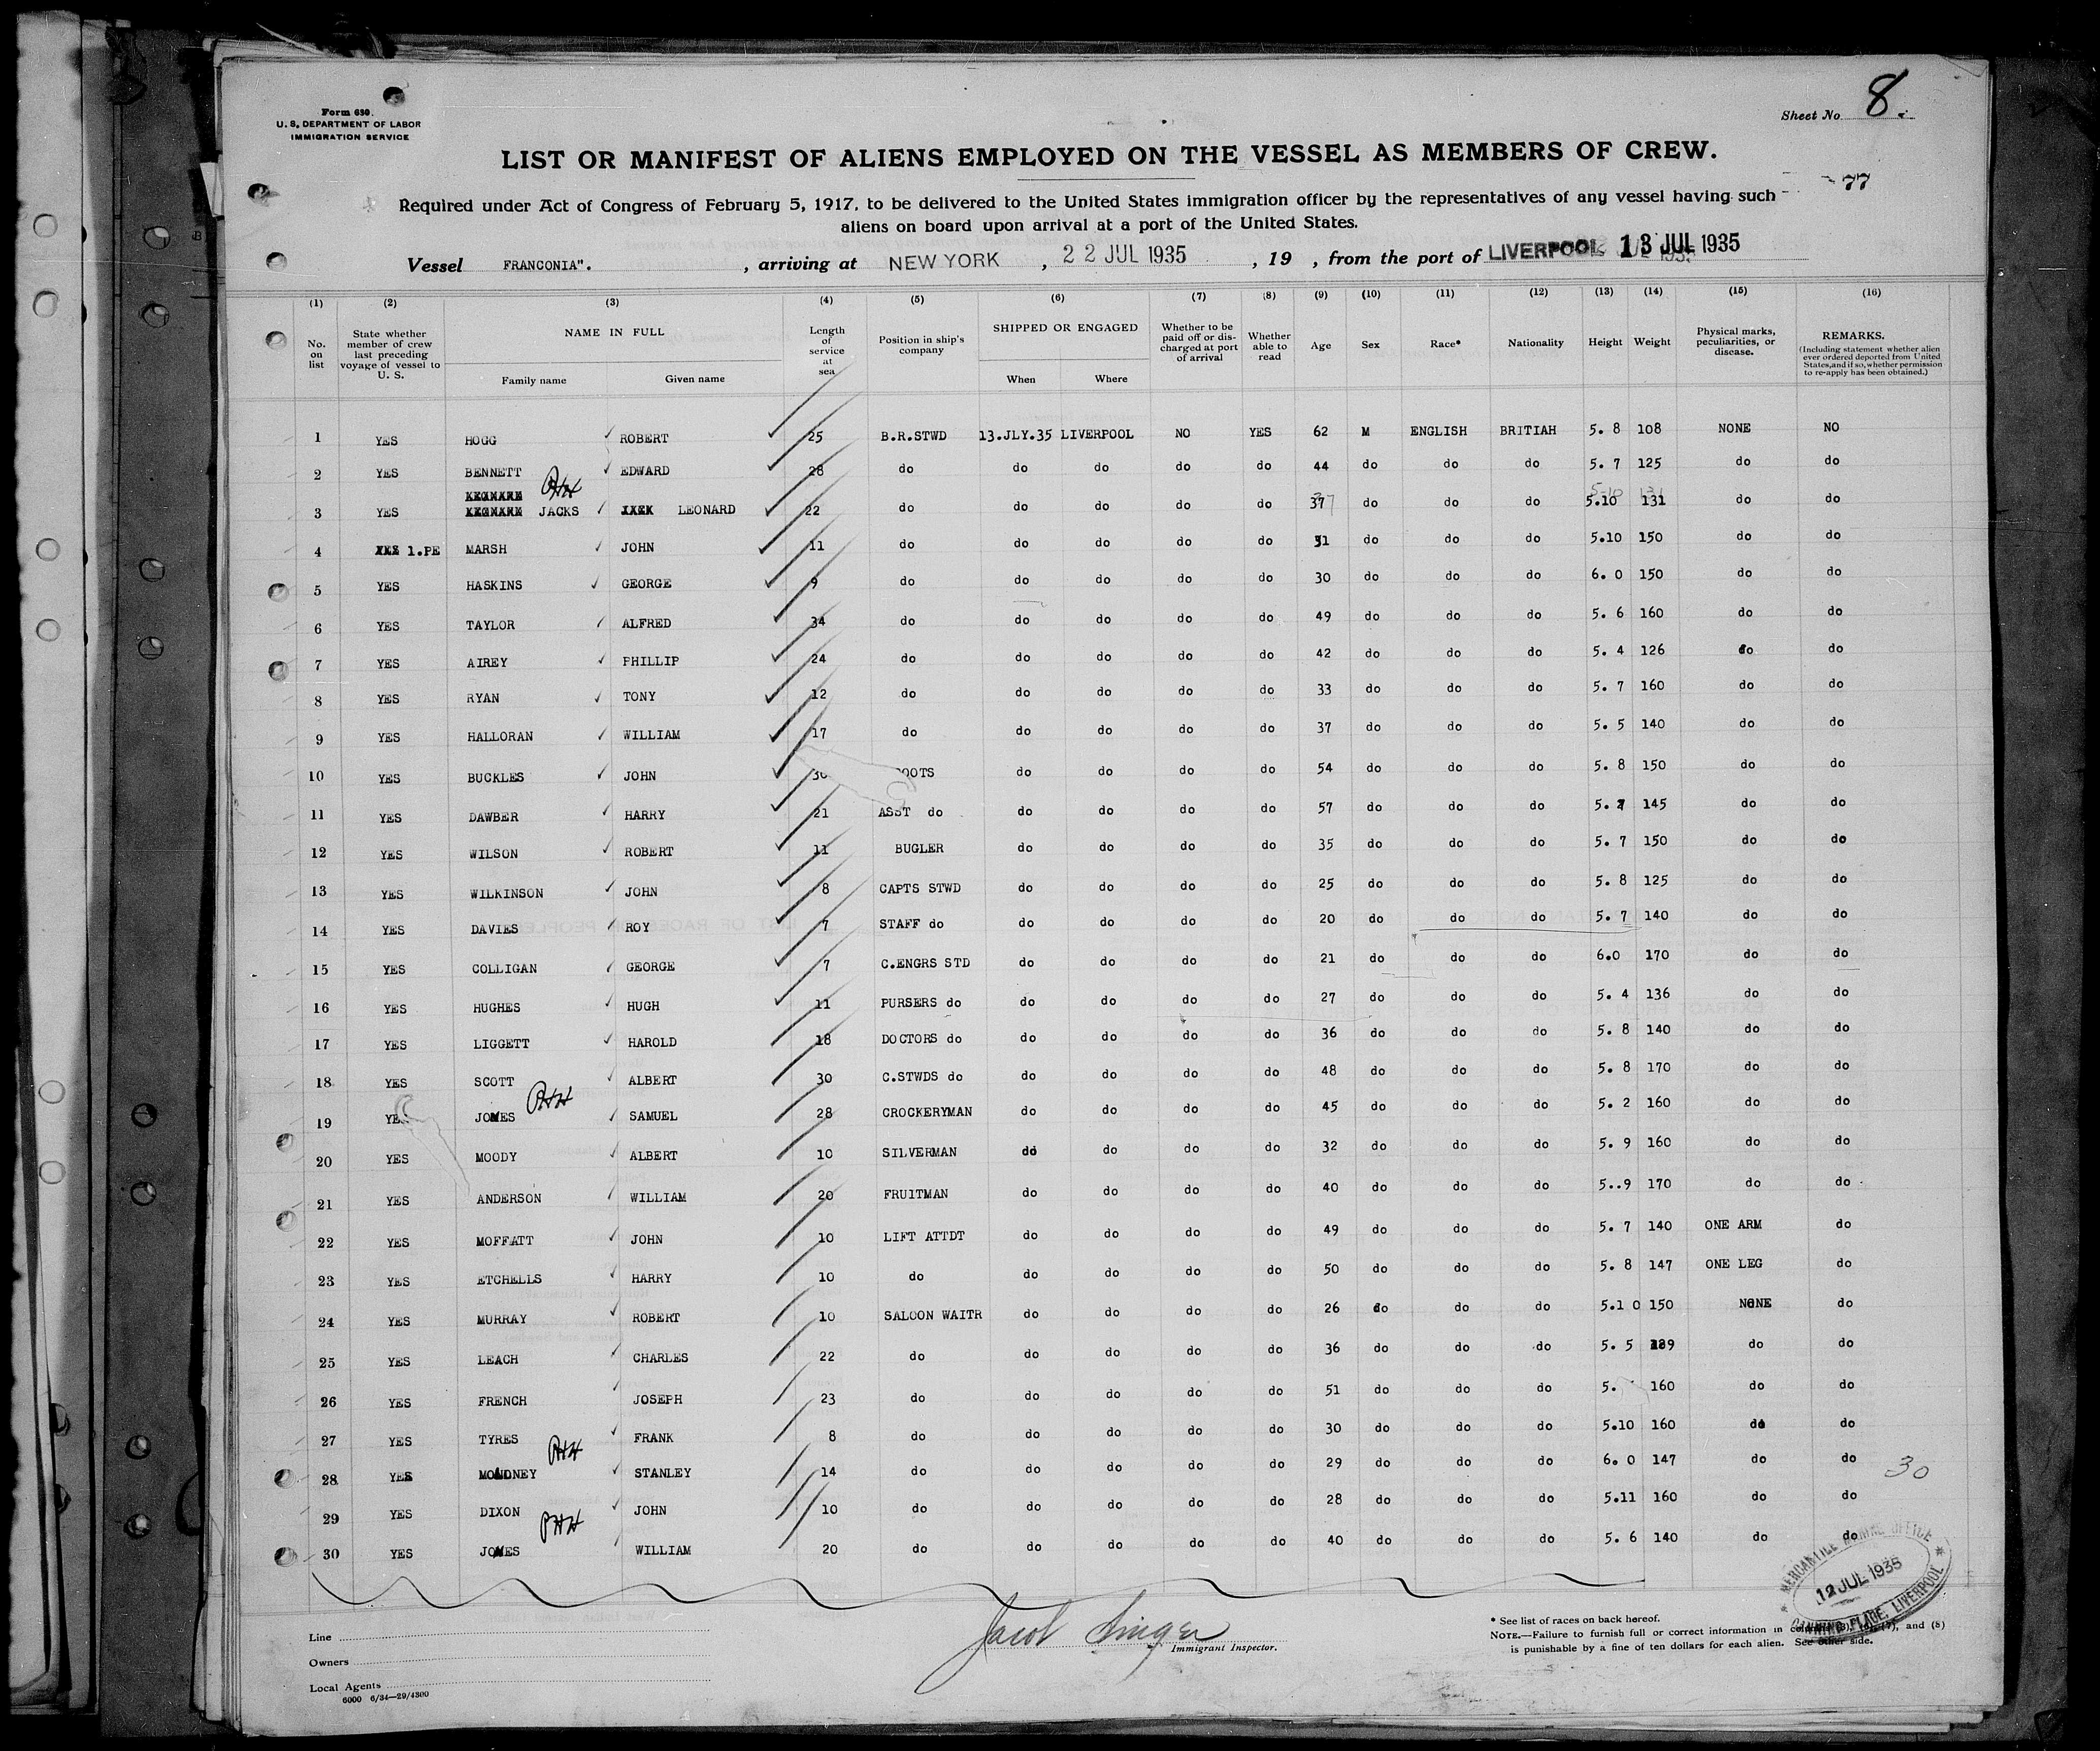 Form 680.
U. S. DEPARTMENT OF LABOR
IMMIGRATION SERVICE
Sheet No. 8.
LIST OR MANIFEST OF ALIENS EMPLOYED ON THE VESSEL AS MEMBERS OF CREW.
77
Required under Act of Congress of February 5, 1917, to be delivered to the United States immigration officer by the representatives of any vessel having such
aliens on board upon arrival at a port of the United States.
Vessel FRANCONIA". , arriving at NEW YORK , 22 JUL 1935 , 19 , from the port of LIVERPOOL 13 JUL 1935
(1) (2) (3) (4) (5) (6) (7) (8) (9) (10) (11) (12) (13) (14) (15) (16)
No. on list State whether member of crew last preceding voyage of vessel to U. S. NAME IN FULL Family name Given name Length of service at sea Position in ship's company SHIPPED OR ENGAGED When Where Whether to be paid off or discharged at port of arrival Whether able to read Age Sex Race* Nationality Height Weight Physical marks, peculiarities, or disease. REMARKS. (Including statement whether alien ever ordered deported from United States, and if so, whether permission to re-apply has been obtained.)
1 YES HOGG ROBERT 25 B.R.STWD 13.JLY.35 LIVERPOOL NO YES 62 M ENGLISH BRITIAH 5. 8 108 NONE NO
2 YES BENNETT EDWARD 28 do do do do do 44 do do do 5. 7 125 do do
3 YES JACKS LEONARD 22 do do do do do 37 do do do 5.10 131 do do
4 1.PE MARSH JOHN 11 do do do do do 31 do do do 5.10 150 do do
5 YES HASKINS GEORGE 9 do do do do do 30 do do do 6. 0 150 do do
6 YES TAYLOR ALFRED 34 do do do do do 49 do do do 5. 6 160 do do
7 YES AIREY PHILLIP 24 do do do do do 42 do do do 5. 4 126 do do
8 YES RYAN TONY 12 do do do do do 33 do do do 5. 7 160 do do
9 YES HALLORAN WILLIAM 17 do do do do do 37 do do do 5. 5 140 do do
10 YES BUCKLES JOHN OOTS do do do do 54 do do do 5. 8 150 do do
11 YES DAWBER HARRY 21 ASST do do do do do 57 do do do 5. 7 145 do do
12 YES WILSON ROBERT 11 BUGLER do do do do 35 do do do 5. 7 150 do do
13 YES WILKINSON JOHN 8 CAPTS STWD do do do do 25 do do do 5. 8 125 do do
14 YES DAVIES ROY 7 STAFF do do do do do 20 do do do 5. 7 140 do do
15 YES COLLIGAN GEORGE 7 C.ENGRS STD do do do do 21 do do do 6.0 170 do do
16 YES HUGHES HUGH 11 PURSERS do do do do do 27 do do do 5. 4 136 do do
17 YES LIGGETT HAROLD 18 DOCTORS do do do do do 36 do do do 5. 8 140 do do
18 YES SCOTT ALBERT 30 C.STWDS do do do do do 48 do do do 5. 8 170 do do
19 YES JONES SAMUEL 28 CROCKERYMAN do do do do 45 do do do 5. 2 160 do do
20 YES MOODY ALBERT 10 SILVERMAN do do do do 32 do do do 5. 9 160 do do
21 YES ANDERSON WILLIAM 20 FRUITMAN do do do do 40 do do do 5..9 170 do do
22 YES MOFFATT JOHN 10 LIFT ATTDT do do do do 49 do do do 5. 7 140 ONE ARM do
23 YES ETCHELLS HARRY 10 do do do do do 50 do do do 5. 8 147 ONE LEG do
24 YES MURRAY ROBERT 10 SALOON WAITR do do do do 26 do do do 5.1 0 150 NONE do
25 YES LEACH CHARLES 22 do do do do do 36 do do do 5. 5 do do
26 YES FRENCH JOSEPH 23 do do do do do 51 do do do 5. 160 do do
27 YES TYRES FRANK 8 do do do do do 30 do do do 5.10 160 do do
28 YES STANLEY 14 do do do do do 29 do do do 6. 0 147 do do 30
29 YES DIXON JOHN 10 do do do do do 28 do do do 5.11 160 do do
30 YES JONES WILLIAM 20 do do do do do 40 do do do 5. 6 140 do do
MERCANTILE MARINE OFFICE
12 JUL 1935
CANNING PLACE, LIVERPOOL
Jacob Singer
Immigrant Inspector.
Line
Owners
Local Agents
6000 6/34—29/4300
* See list of races on back hereof.
NOTE.—Failure to furnish full or correct information in columns (3), (7), and (8)
is punishable by a fine of ten dollars for each alien. See other side.